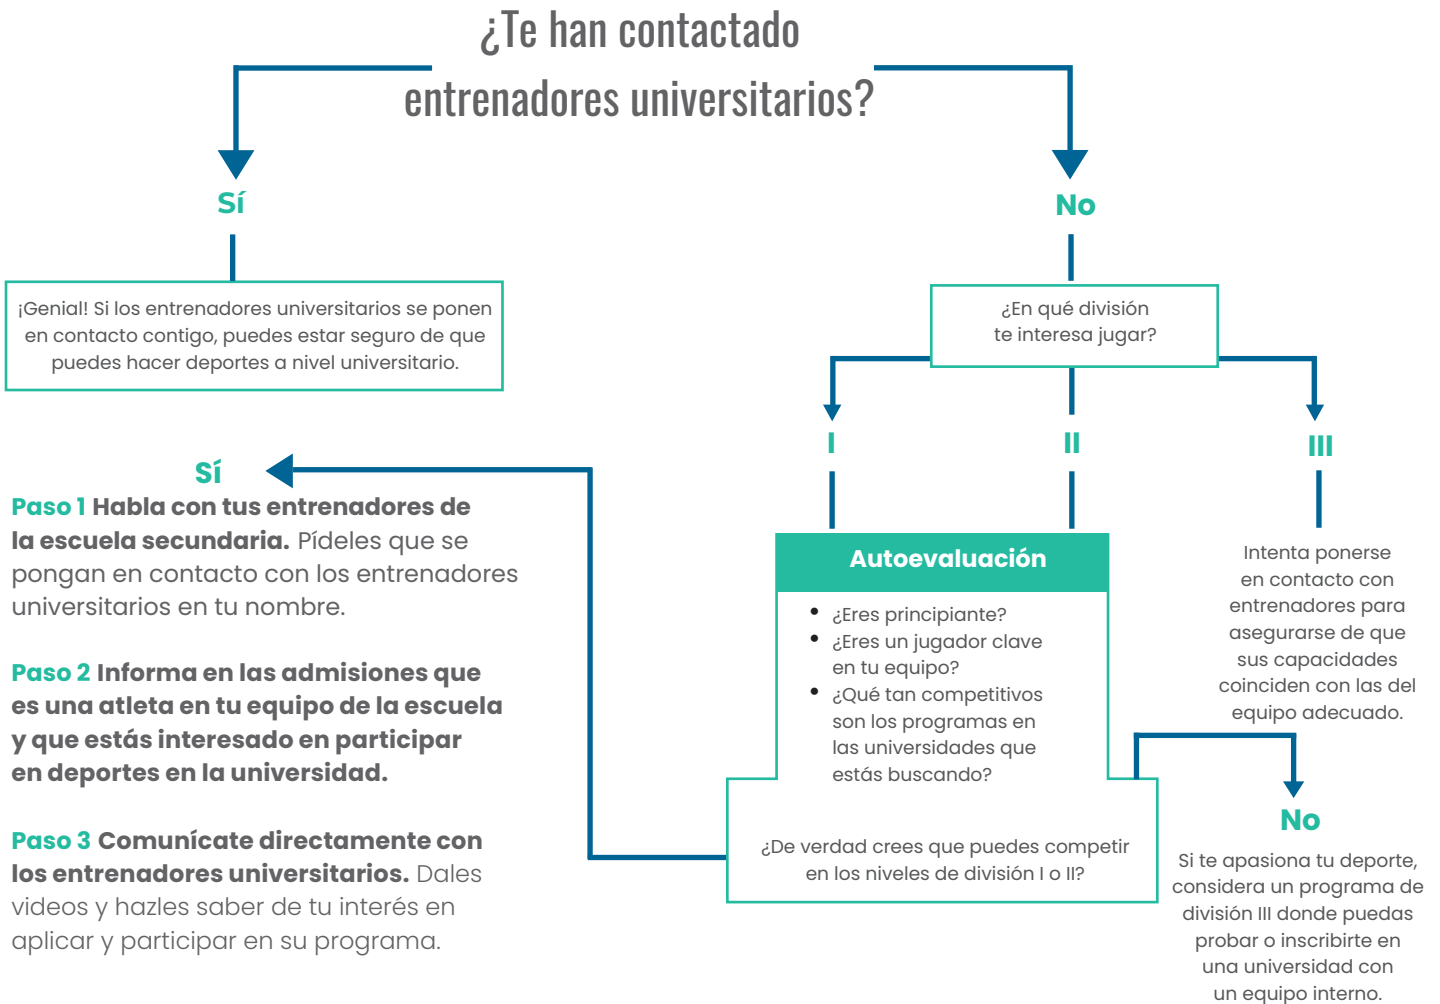 ¿Te han contactado
entrenadores universitarios?
Sí
¡Genial! Si los entrenadores universitarios se ponen
en contacto contigo, puedes estar seguro de que
puedes hacer deportes a nivel universitario.
No
¿En qué división
te interesa jugar?
I
II
III
Autoevaluación
• ¿Eres principiante?
• ¿Eres un jugador clave
en tu equipo?
• ¿Qué tan competitivos
son los programas en
las universidades que
estás buscando?
¿De verdad crees que puedes competir
en los niveles de división I o II?
Intenta ponerse
en contacto con
entrenadores para
asegurarse de que
sus capacidades
coinciden con las del
equipo adecuado.
Sí
Paso 1 Habla con tus entrenadores de
la escuela secundaria. Pídeles que se
pongan en contacto con los entrenadores
universitarios en tu nombre.
Paso 2 Informa en las admisiones que
es una atleta en tu equipo de la escuela
y que estás interesado en participar
en deportes en la universidad.
Paso 3 Comunícate directamente con
los entrenadores universitarios. Dales
videos y hazles saber de tu interés en
aplicar y participar en su programa.
No
Si te apasiona tu deporte,
considera un programa de
división III donde puedas
probar o inscribirte en
una universidad con
un equipo interno.